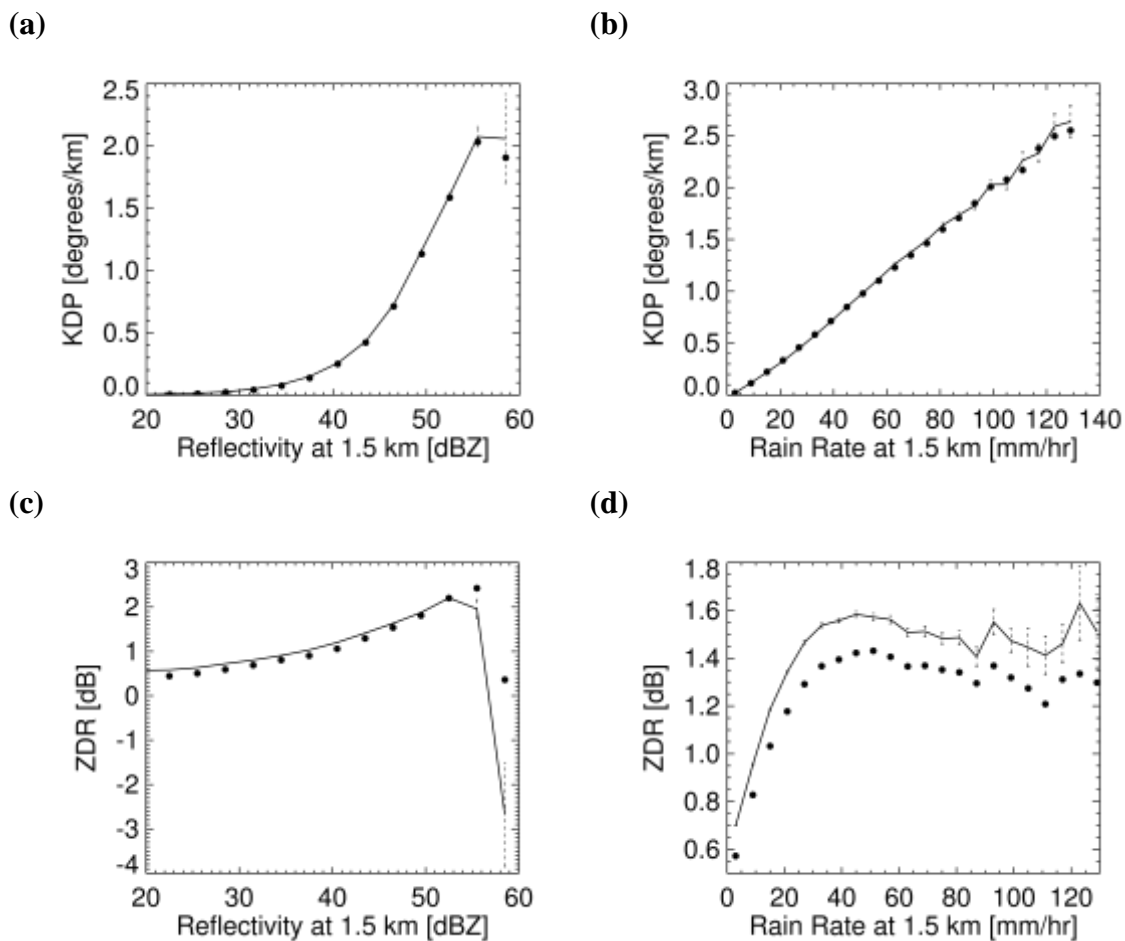 (a)
(b)
KDP [degrees/km]
2.5
2.0
1.5
1.0
0.5
0.0
20 30 40 50 60
Reflectivity at 1.5 km [dBZ]
KDP [degrees/km]
3.0
2.5
2.0
1.5
1.0
0.5
0.0
0 20 40 60 80 100 120 140
Rain Rate at 1.5 km [mm/hr]
(c)
(d)
ZDR [dB]
3
2
1
0
-1
-2
-3
-4
20 30 40 50 60
Reflectivity at 1.5 km [dBZ]
ZDR [dB]
1.8
1.6
1.4
1.2
1.0
0.8
0.6
0 20 40 60 80 100 120
Rain Rate at 1.5 km [mm/hr]